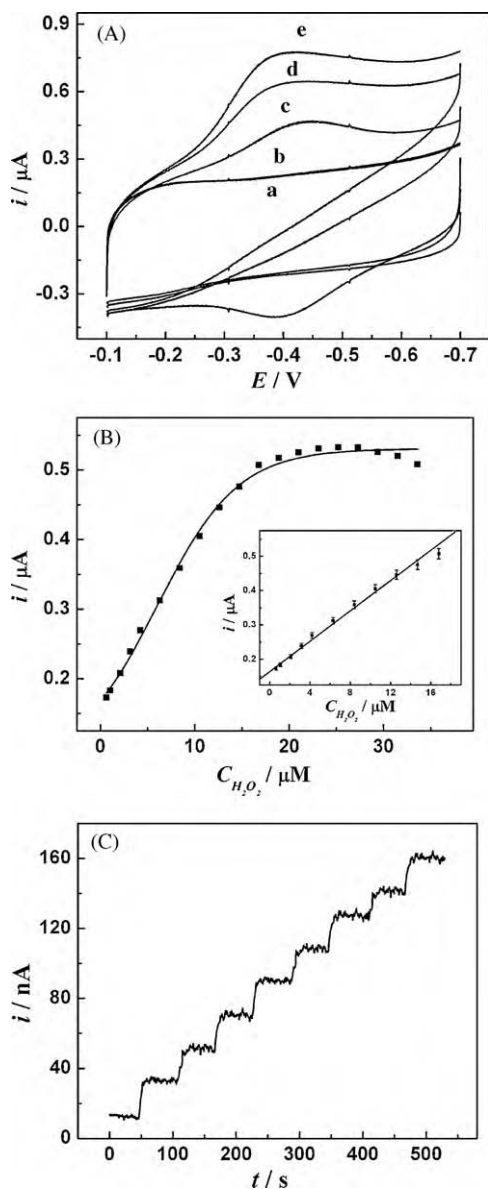 (A)
0.9
0.6
0.3
0.0
-0.3
i / µA
e
d
c
b
a
-0.1 -0.2 -0.3 -0.4 -0.5 -0.6 -0.7
E / V
(B)
0.5
0.4
0.3
0.2
i / µA
0.5
0.4
0.3
0.2
i / µA
0 4 8 12 16
C_{H₂O₂} / µM
0 10 20 30
C_{H₂O₂} / µM
(C)
160
120
80
40
0
i / nA
0 100 200 300 400 500
t / s